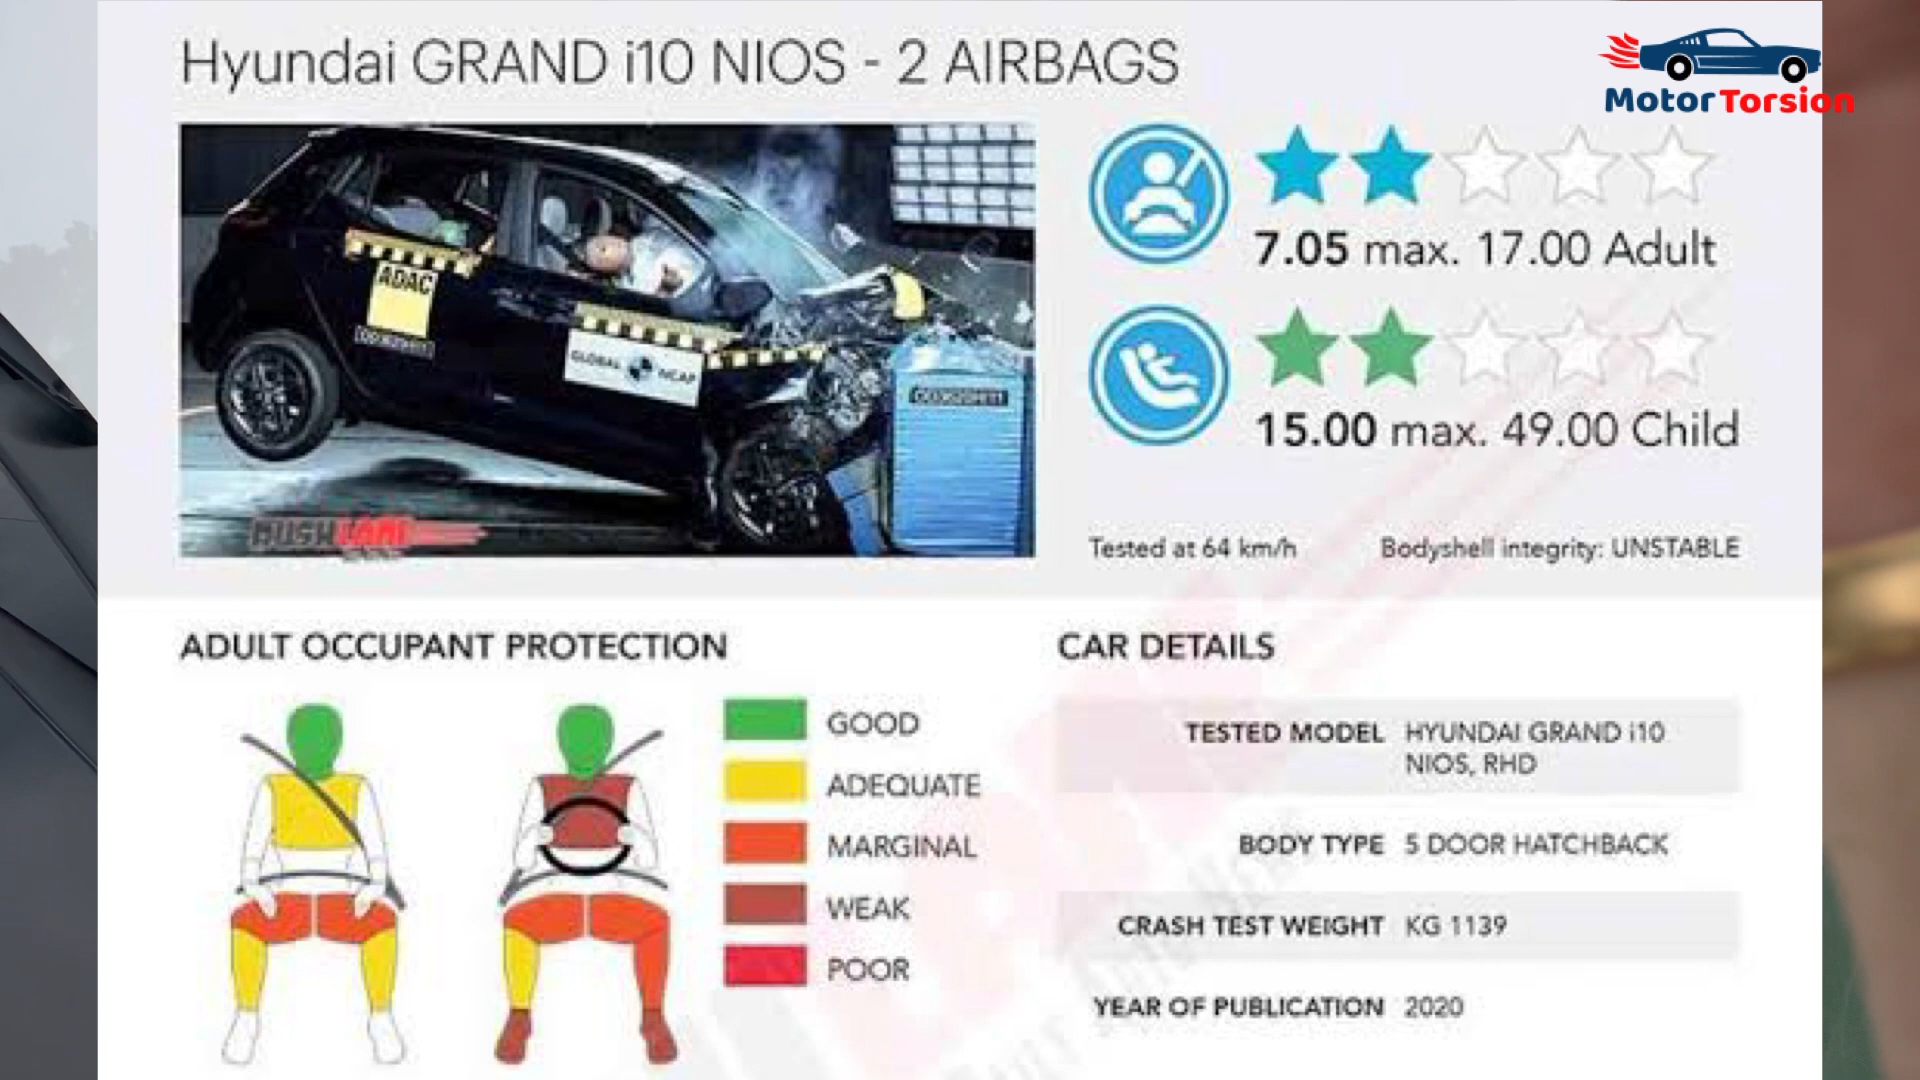 Hyundai GRAND i10 NIOS - 2 AIRBAGS
Motor Torsion
7.05 max. 17.00 Adult
15.00 max. 49.00 Child
ADAC
GLOBAL NCAP
RUSHLANE
Tested at 64 km/h
Bodyshell integrity: UNSTABLE
ADULT OCCUPANT PROTECTION
GOOD
ADEQUATE
MARGINAL
WEAK
POOR
CAR DETAILS
TESTED MODEL HYUNDAI GRAND i10
NIOS, RHD
BODY TYPE 5 DOOR HATCHBACK
CRASH TEST WEIGHT KG 1139
YEAR OF PUBLICATION 2020